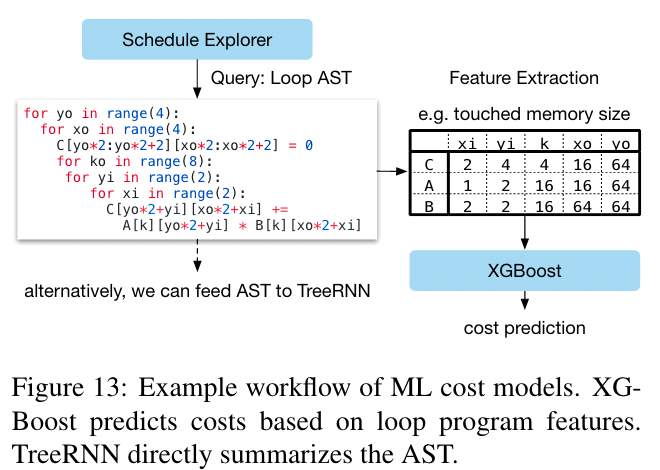 Schedule Explorer
Query: Loop AST
for yo in range(4):
for xo in range(4):
C[yo*2:yo*2+2][xo*2:xo*2+2] = 0
for ko in range(8):
for yi in range(2):
for xi in range(2):
C[yo*2+yi][xo*2+xi] +=
A[k][yo*2+yi] * B[k][xo*2+xi]
alternatively, we can feed AST to TreeRNN
Feature Extraction
e.g. touched memory size
xi yi k xo yo
C 2 4 4 16 64
A 1 2 16 16 64
B 2 2 16 64 64
XGBoost
cost prediction
Figure 13: Example workflow of ML cost models. XG-
Boost predicts costs based on loop program features.
TreeRNN directly summarizes the AST.